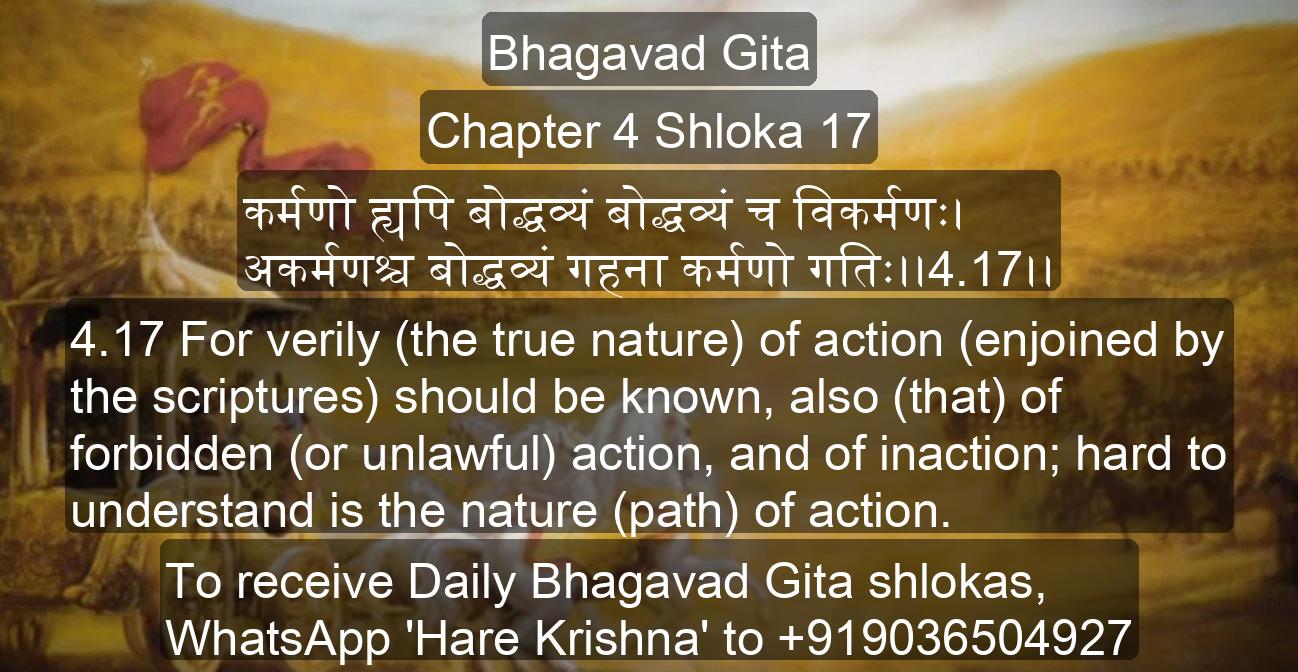 Bhagavad Gita
Chapter 4 Shloka 17
कर्मणो ह्यपि बोद्धव्यं बोद्धव्यं च विकर्मणः।
अकर्मणश्च बोद्धव्यं गहना कर्मणो गतिः।।4.17।।
4.17 For verily (the true nature) of action (enjoined by
the scriptures) should be known, also (that) of
forbidden (or unlawful) action, and of inaction; hard to
understand is the nature (path) of action.
To receive Daily Bhagavad Gita shlokas,
WhatsApp 'Hare Krishna' to +919036504927